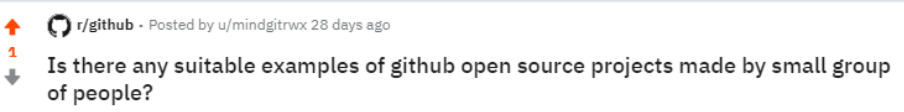 r/github · Posted by u/mindgitrwx 28 days ago
1
Is there any suitable examples of github open source projects made by small group
of people?